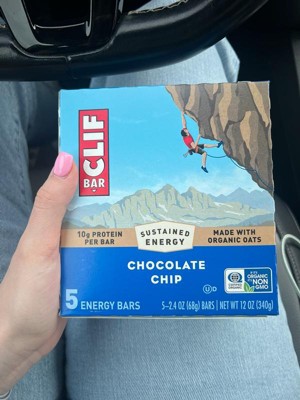 CLIF
BAR
10g PROTEIN
PER BAR
SUSTAINED
ENERGY
MADE WITH
ORGANIC OATS
CHOCOLATE
CHIP
5 ENERGY BARS
5-2.4 OZ (68g) BARS | NET WT 12 OZ (340g)
ORGANIC
NON
GMO